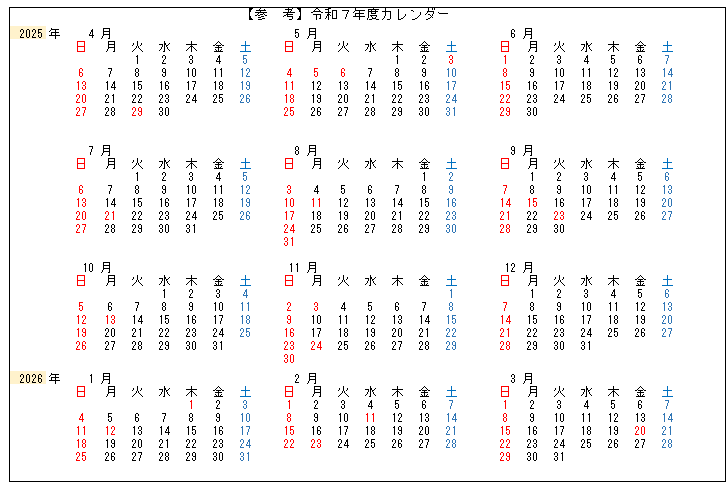 【参　考】令和７年度カレンダー
2025 年 4 月 5 月 6 月
日 月 火 水 木 金 土 日 月 火 水 木 金 土 日 月 火 水 木 金 土
1 2 3 4 5 1 2 3 1 2 3 4 5 6 7
6 7 8 9 10 11 12 4 5 6 7 8 9 10 8 9 10 11 12 13 14
13 14 15 16 17 18 19 11 12 13 14 15 16 17 15 16 17 18 19 20 21
20 21 22 23 24 25 26 18 19 20 21 22 23 24 22 23 24 25 26 27 28
27 28 29 30 25 26 27 28 29 30 31 29 30
7 月 8 月 9 月
日 月 火 水 木 金 土 日 月 火 水 木 金 土 日 月 火 水 木 金 土
1 2 3 4 5 1 2 1 2 3 4 5 6
6 7 8 9 10 11 12 3 4 5 6 7 8 9 7 8 9 10 11 12 13
13 14 15 16 17 18 19 10 11 12 13 14 15 16 14 15 16 17 18 19 20
20 21 22 23 24 25 26 17 18 19 20 21 22 23 21 22 23 24 25 26 27
27 28 29 30 31 24 25 26 27 28 29 30 28 29 30
31
10 月 11 月 12 月
日 月 火 水 木 金 土 日 月 火 水 木 金 土 日 月 火 水 木 金 土
1 2 3 4 1 1 2 3 4 5 6
5 6 7 8 9 10 11 2 3 4 5 6 7 8 7 8 9 10 11 12 13
12 13 14 15 16 17 18 9 10 11 12 13 14 15 14 15 16 17 18 19 20
19 20 21 22 23 24 25 16 17 18 19 20 21 22 21 22 23 24 25 26 27
26 27 28 29 30 31 23 24 25 26 27 28 29 28 29 30 31
30
2026 年 1 月 2 月 3 月
日 月 火 水 木 金 土 日 月 火 水 木 金 土 日 月 火 水 木 金 土
1 2 3 1 2 3 4 5 6 7 1 2 3 4 5 6 7
4 5 6 7 8 9 10 8 9 10 11 12 13 14 8 9 10 11 12 13 14
11 12 13 14 15 16 17 15 16 17 18 19 20 21 15 16 17 18 19 20 21
18 19 20 21 22 23 24 22 23 24 25 26 27 28 22 23 24 25 26 27 28
25 26 27 28 29 30 31 29 30 31